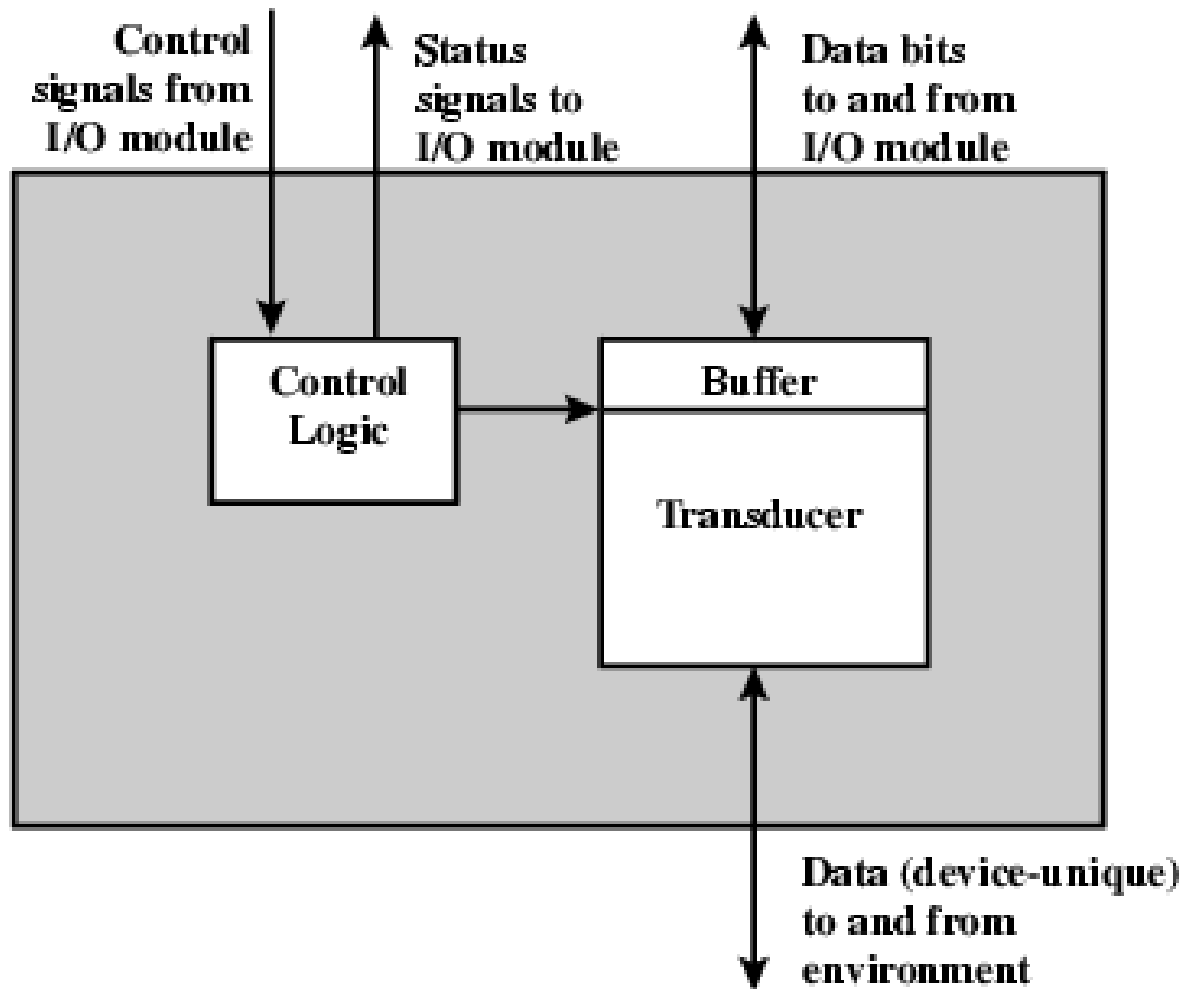 Control
signals from
I/O module
Status
signals to
I/O module
Data bits
to and from
I/O module
Control
Logic
Buffer
Transducer
Data (device-unique)
to and from
environment